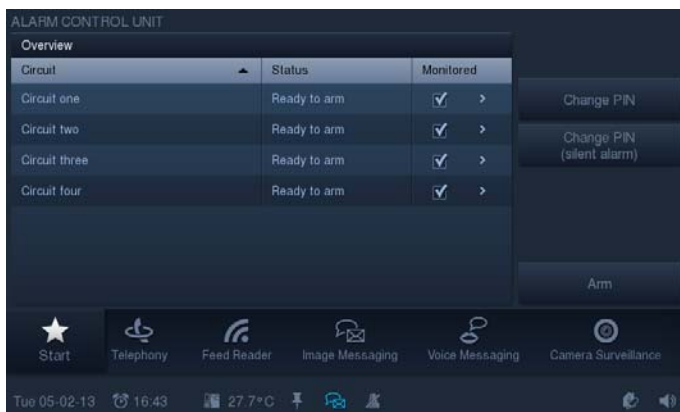 ALARM CONTROL UNIT
Overview
Circuit Status Monitored
Circuit one Ready to arm
Circuit two Ready to arm
Circuit three Ready to arm
Circuit four Ready to arm
Change PIN
Change PIN
(silent alarm)
Arm
Start Telephony Feed Reader Image Messaging Voice Messaging Camera Surveillance
Tue 05-02-13 16:43 27.7°C